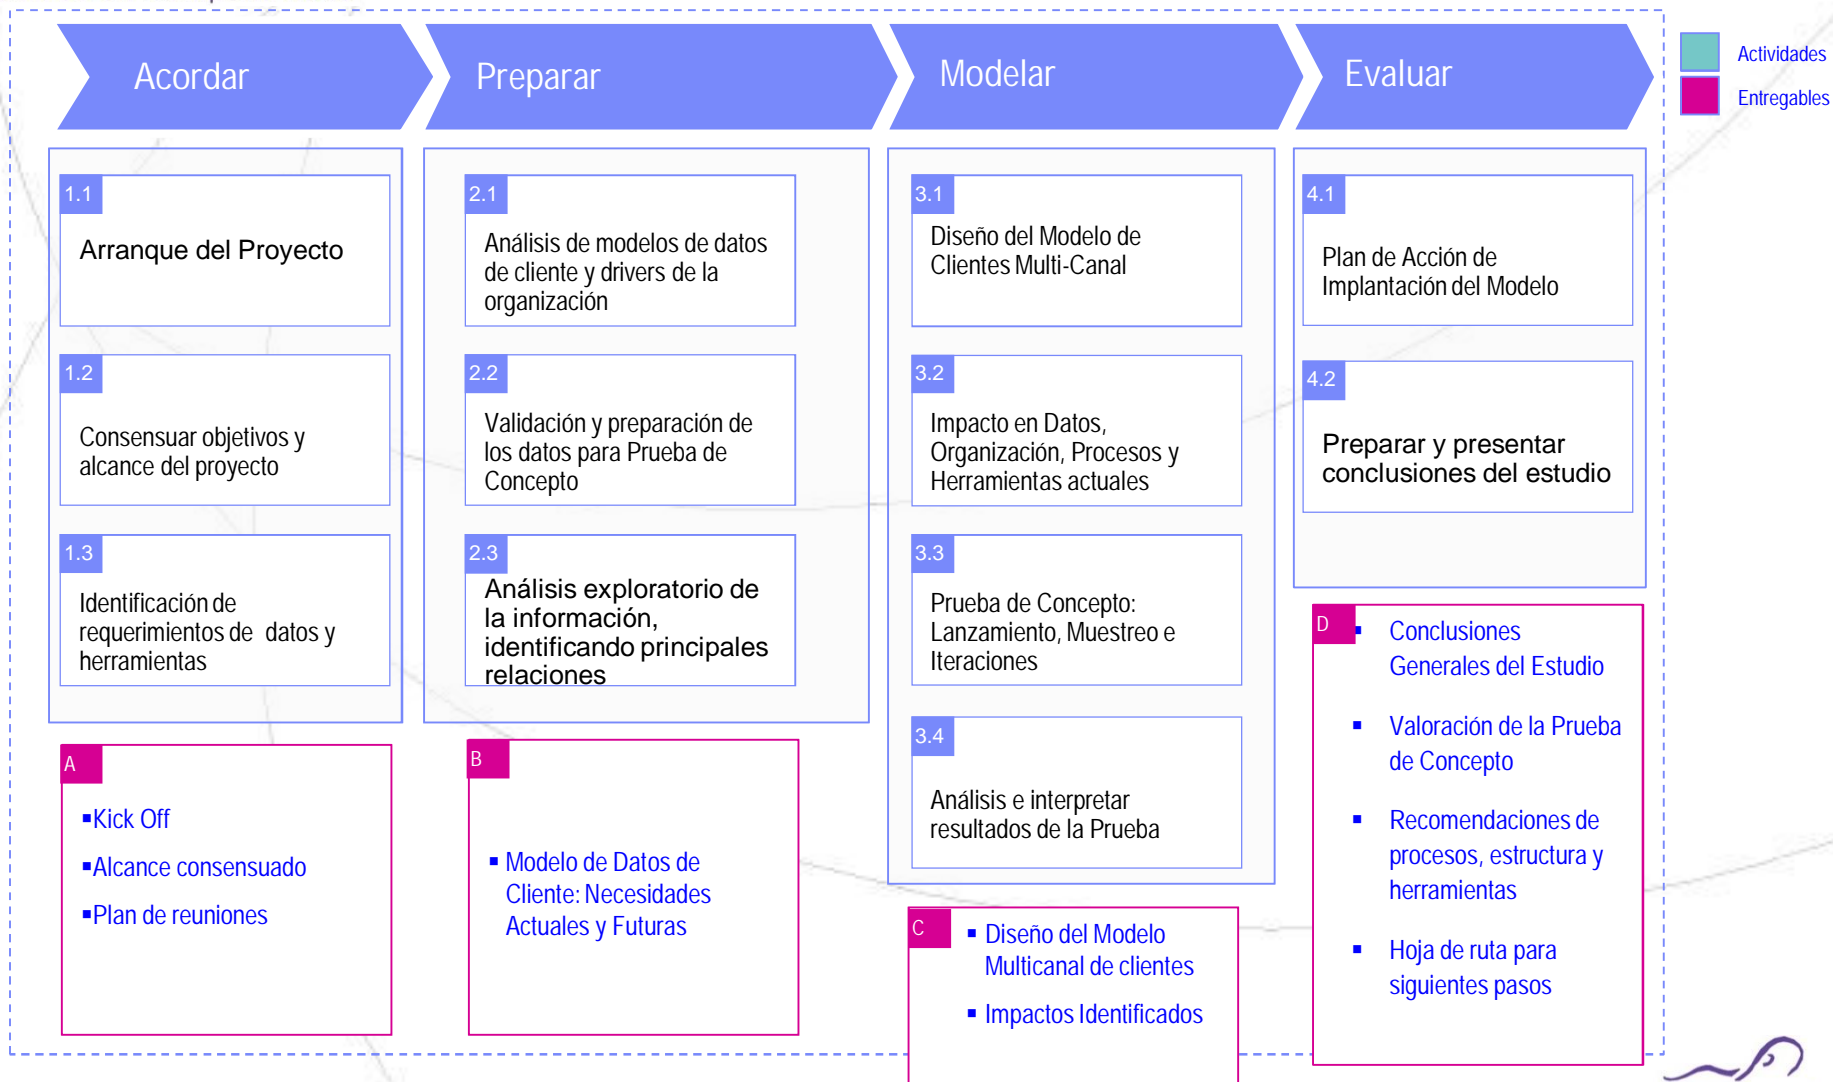 Acordar
Preparar
Modelar
Evaluar
Actividades
Entregables
1.1
Arranque del Proyecto
1.2
Consensuar objetivos y
alcance del proyecto
1.3
Identificación de
requerimientos de datos y
herramientas
A
▪Kick Off
▪Alcance consensuado
▪Plan de reuniones
2.1
Análisis de modelos de datos
de cliente y drivers de la
organización
2.2
Validación y preparación de
los datos para Prueba de
Concepto
2.3
Análisis exploratorio de
la información,
identificando principales
relaciones
B
▪ Modelo de Datos de
Cliente: Necesidades
Actuales y Futuras
3.1
Diseño del Modelo de
Clientes Multi-Canal
3.2
Impacto en Datos,
Organización, Procesos y
Herramientas actuales
3.3
Prueba de Concepto:
Lanzamiento, Muestreo e
Iteraciones
3.4
Análisis e interpretar
resultados de la Prueba
C
▪ Diseño del Modelo
Multicanal de clientes
▪ Impactos Identificados
4.1
Plan de Acción de
Implantación del Modelo
4.2
Preparar y presentar
conclusiones del estudio
D
▪ Conclusiones
Generales del Estudio
▪ Valoración de la Prueba
de Concepto
▪ Recomendaciones de
procesos, estructura y
herramientas
▪ Hoja de ruta para
siguientes pasos